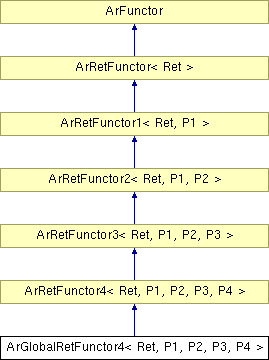 ArFunctor
ArRetFunctor< Ret >
ArRetFunctor1< Ret, P1 >
ArRetFunctor2< Ret, P1, P2 >
ArRetFunctor3< Ret, P1, P2, P3 >
ArRetFunctor4< Ret, P1, P2, P3, P4 >
ArGlobalRetFunctor4< Ret, P1, P2, P3, P4 >